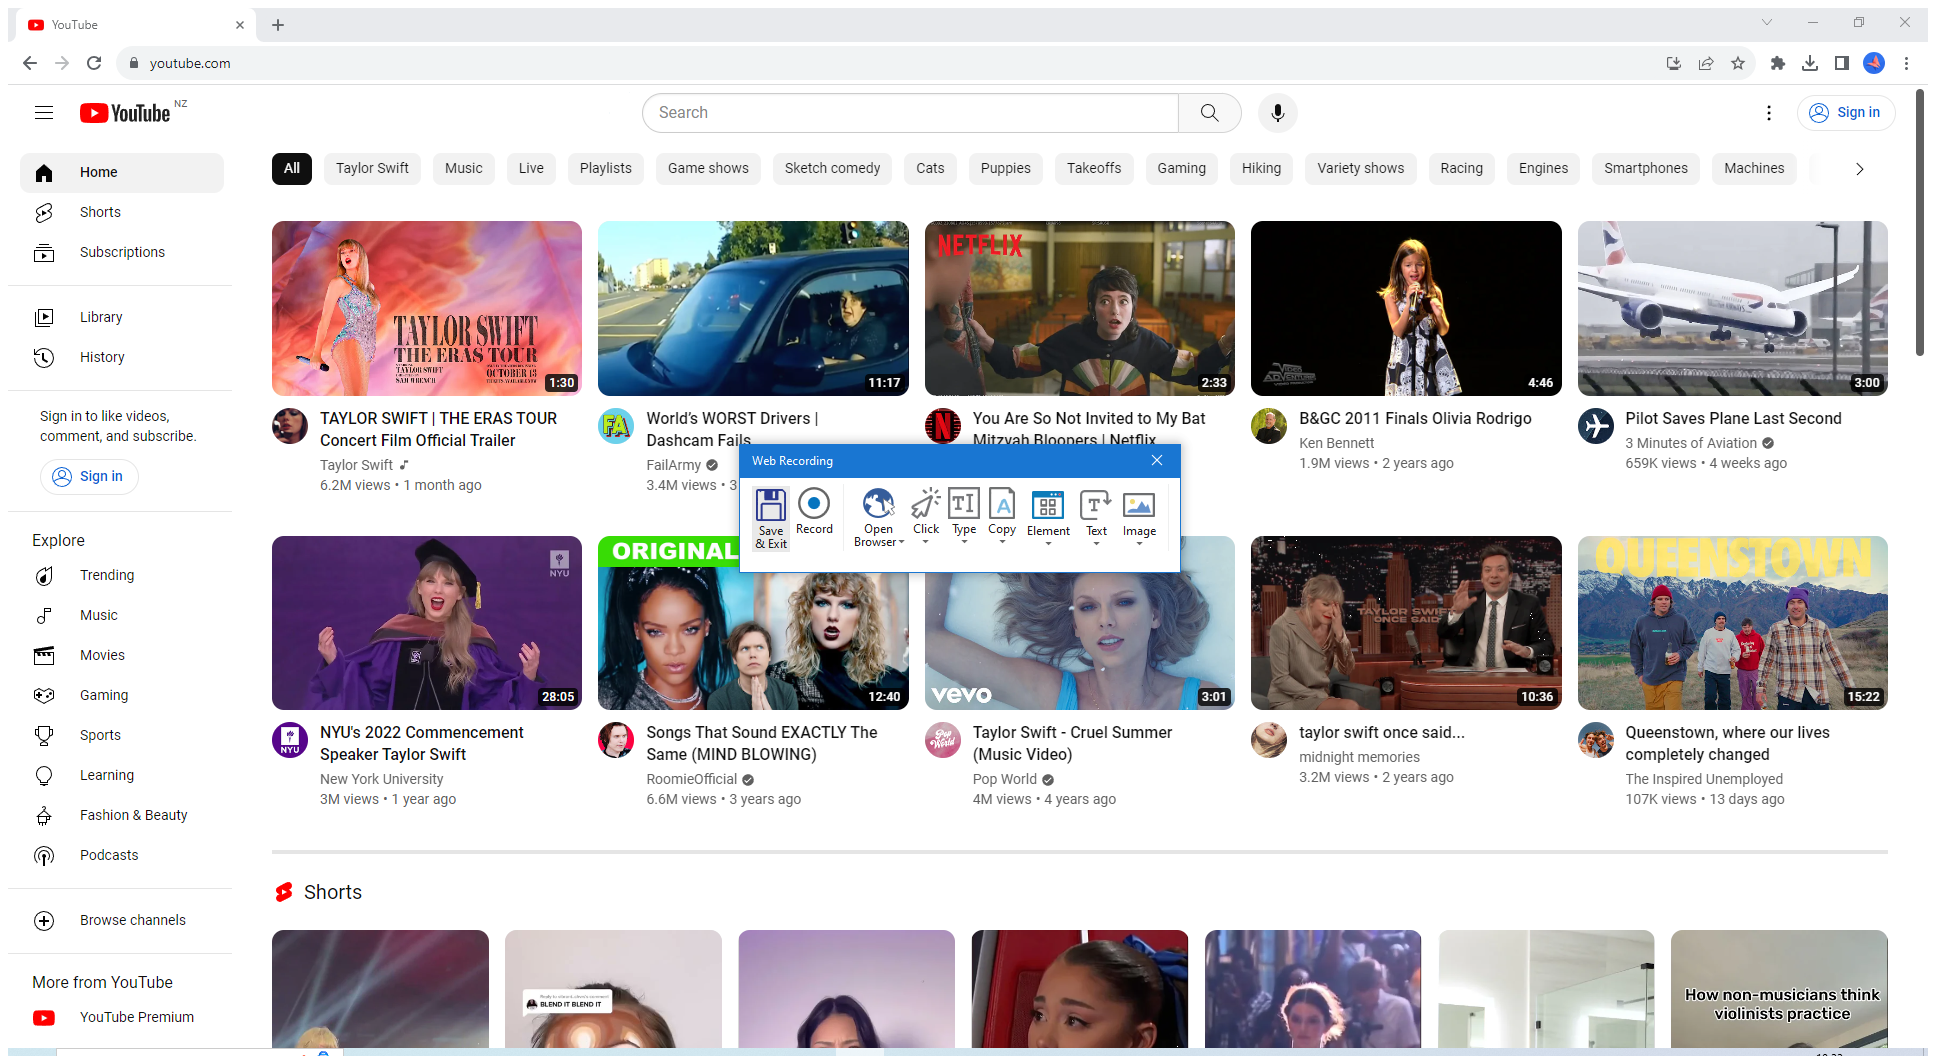 YouTube
youtube.com
YouTube NZ
Search
Sign in
Home
Shorts
Subscriptions
Library
History
Sign in to like videos,
comment, and subscribe.
Sign in
Explore
Trending
Music
Movies
Gaming
Sports
Learning
Fashion & Beauty
Podcasts
Browse channels
More from YouTube
YouTube Premium
All
Taylor Swift
Music
Live
Playlists
Game shows
Sketch comedy
Cats
Puppies
Takeoffs
Gaming
Hiking
Variety shows
Racing
Engines
Smartphones
Machines
TAYLOR SWIFT
THE ERAS TOUR
TAYLOR SWIFT
SAM WRENCH
OCTOBER 13
1:30
TAYLOR SWIFT | THE ERAS TOUR
Concert Film Official Trailer
Taylor Swift
6.2M views • 1 month ago
11:17
FA
World's WORST Drivers |
Dashcam Fails
FailArmy
3.4M views • 3
NETFLIX
2:33
N
You Are So Not Invited to My Bat
Mitzvah Bloopers | Netflix
VIDEO
ADVENTURES
4:46
B&GC 2011 Finals Olivia Rodrigo
Ken Bennett
1.9M views • 2 years ago
3:00
Pilot Saves Plane Last Second
3 Minutes of Aviation
659K views • 4 weeks ago
Web Recording
Save
& Exit
Record
Open
Browser
Click
Type
Copy
Element
Text
Image
NYU
28:05
NYU
NYU's 2022 Commencement
Speaker Taylor Swift
New York University
3M views • 1 year ago
ORIGINAL
12:40
Songs That Sound EXACTLY The
Same (MIND BLOWING)
RoomieOfficial
6.6M views • 3 years ago
vevo
3:01
Pop
World
Taylor Swift - Cruel Summer
(Music Video)
Pop World
4M views • 4 years ago
TAYLOR SWIFT
ONCE SAID
10:36
taylor swift once said...
midnight memories
3.2M views • 2 years ago
QUEENSTOWN
15:22
Queenstown, where our lives
completely changed
The Inspired Unemployed
107K views • 13 days ago
Shorts
BLEND IT BLEND IT
How non-musicians think
violinists practice